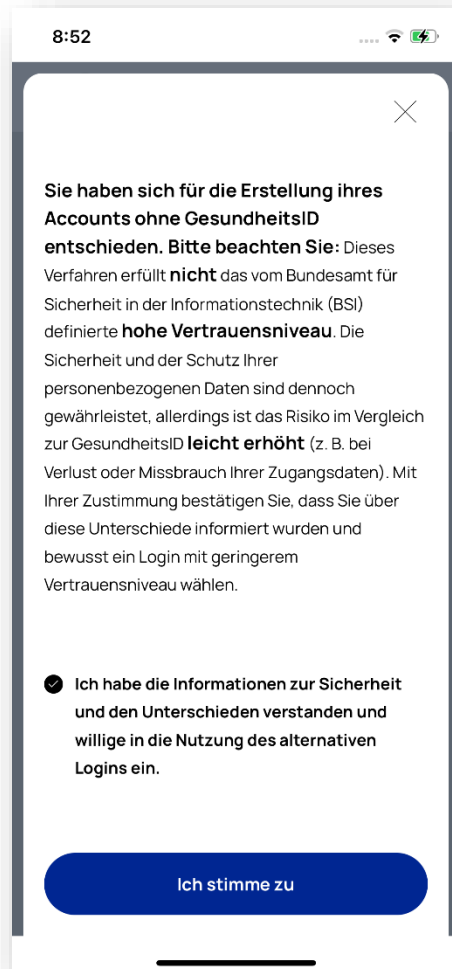 8:52
Sie haben sich für die Erstellung ihres
Accounts ohne GesundheitsID
entschieden. Bitte beachten Sie: Dieses
Verfahren erfüllt nicht das vom Bundesamt für
Sicherheit in der Informationstechnik (BSI)
definierte hohe Vertrauensniveau. Die
Sicherheit und der Schutz Ihrer
personenbezogenen Daten sind dennoch
gewährleistet, allerdings ist das Risiko im Vergleich
zur GesundheitsID leicht erhöht (z. B. bei
Verlust oder Missbrauch Ihrer Zugangsdaten). Mit
Ihrer Zustimmung bestätigen Sie, dass Sie über
diese Unterschiede informiert wurden und
bewusst ein Login mit geringerem
Vertrauensniveau wählen.
Ich habe die Informationen zur Sicherheit
und den Unterschieden verstanden und
willige in die Nutzung des alternativen
Logins ein.
Ich stimme zu